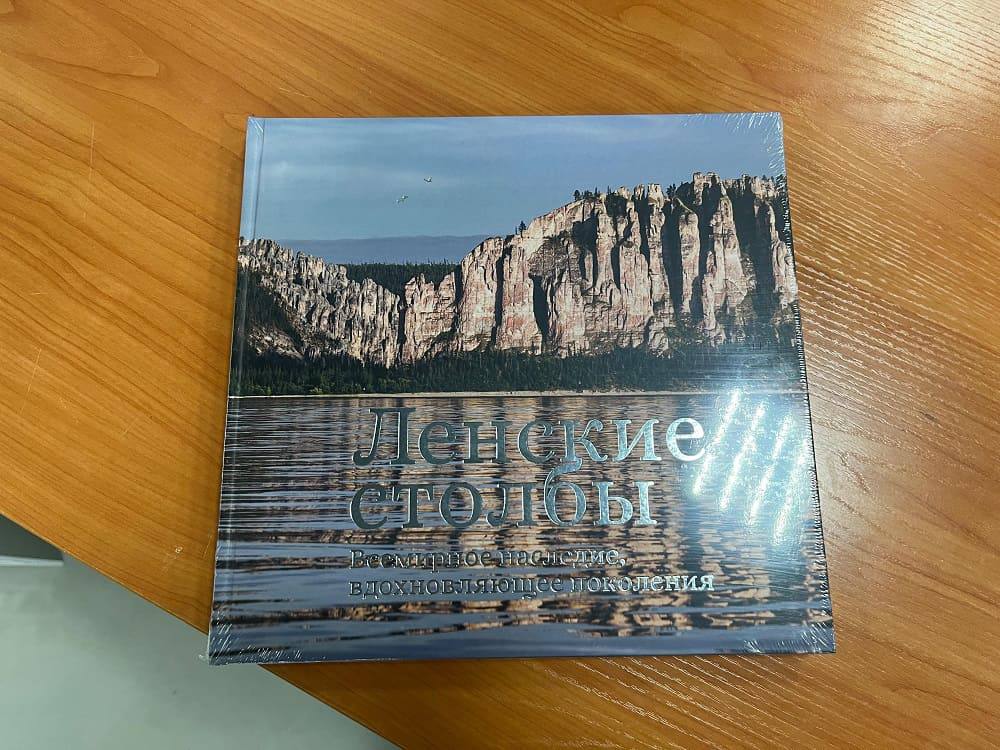 Ленские
столбы
Всемирное наследие,
вдохновляющее поколения